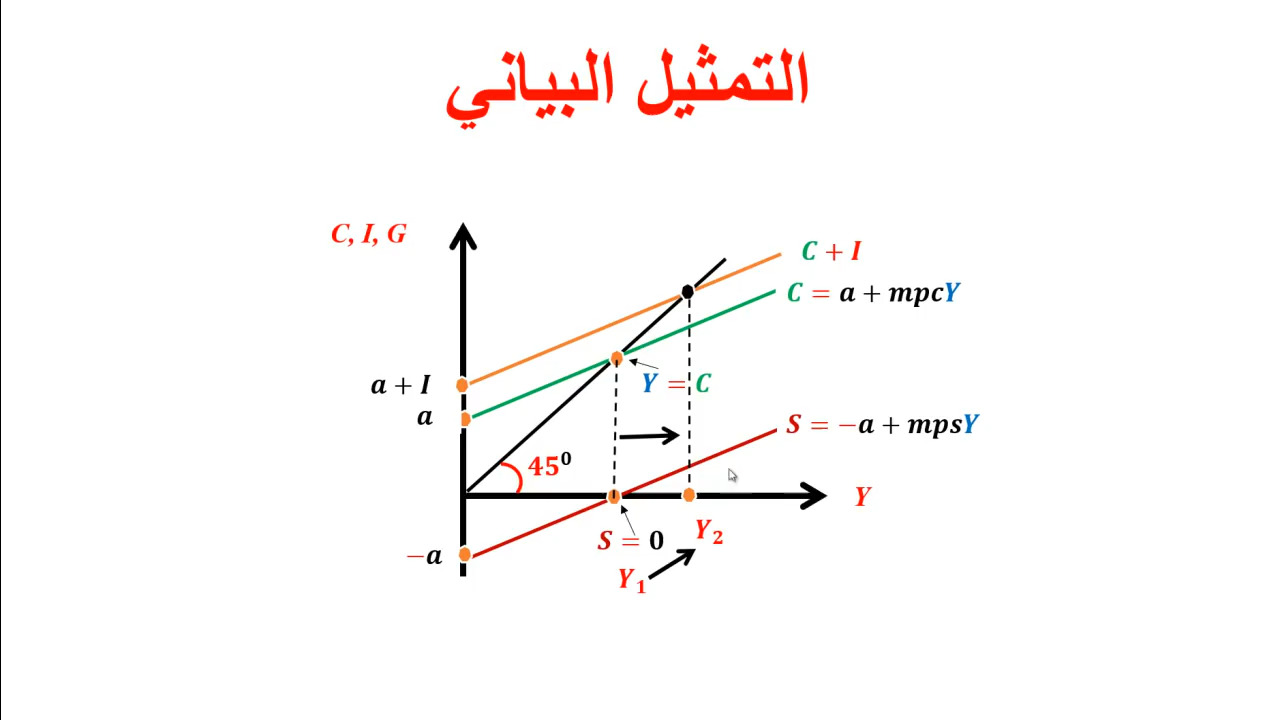 التمثيل البياني
C, I, G
C + I
C = a + mpcY
a + I
a
Y = C
S = −a + mpsY
45⁰
Y
−a
S = 0
Y₂
Y₁